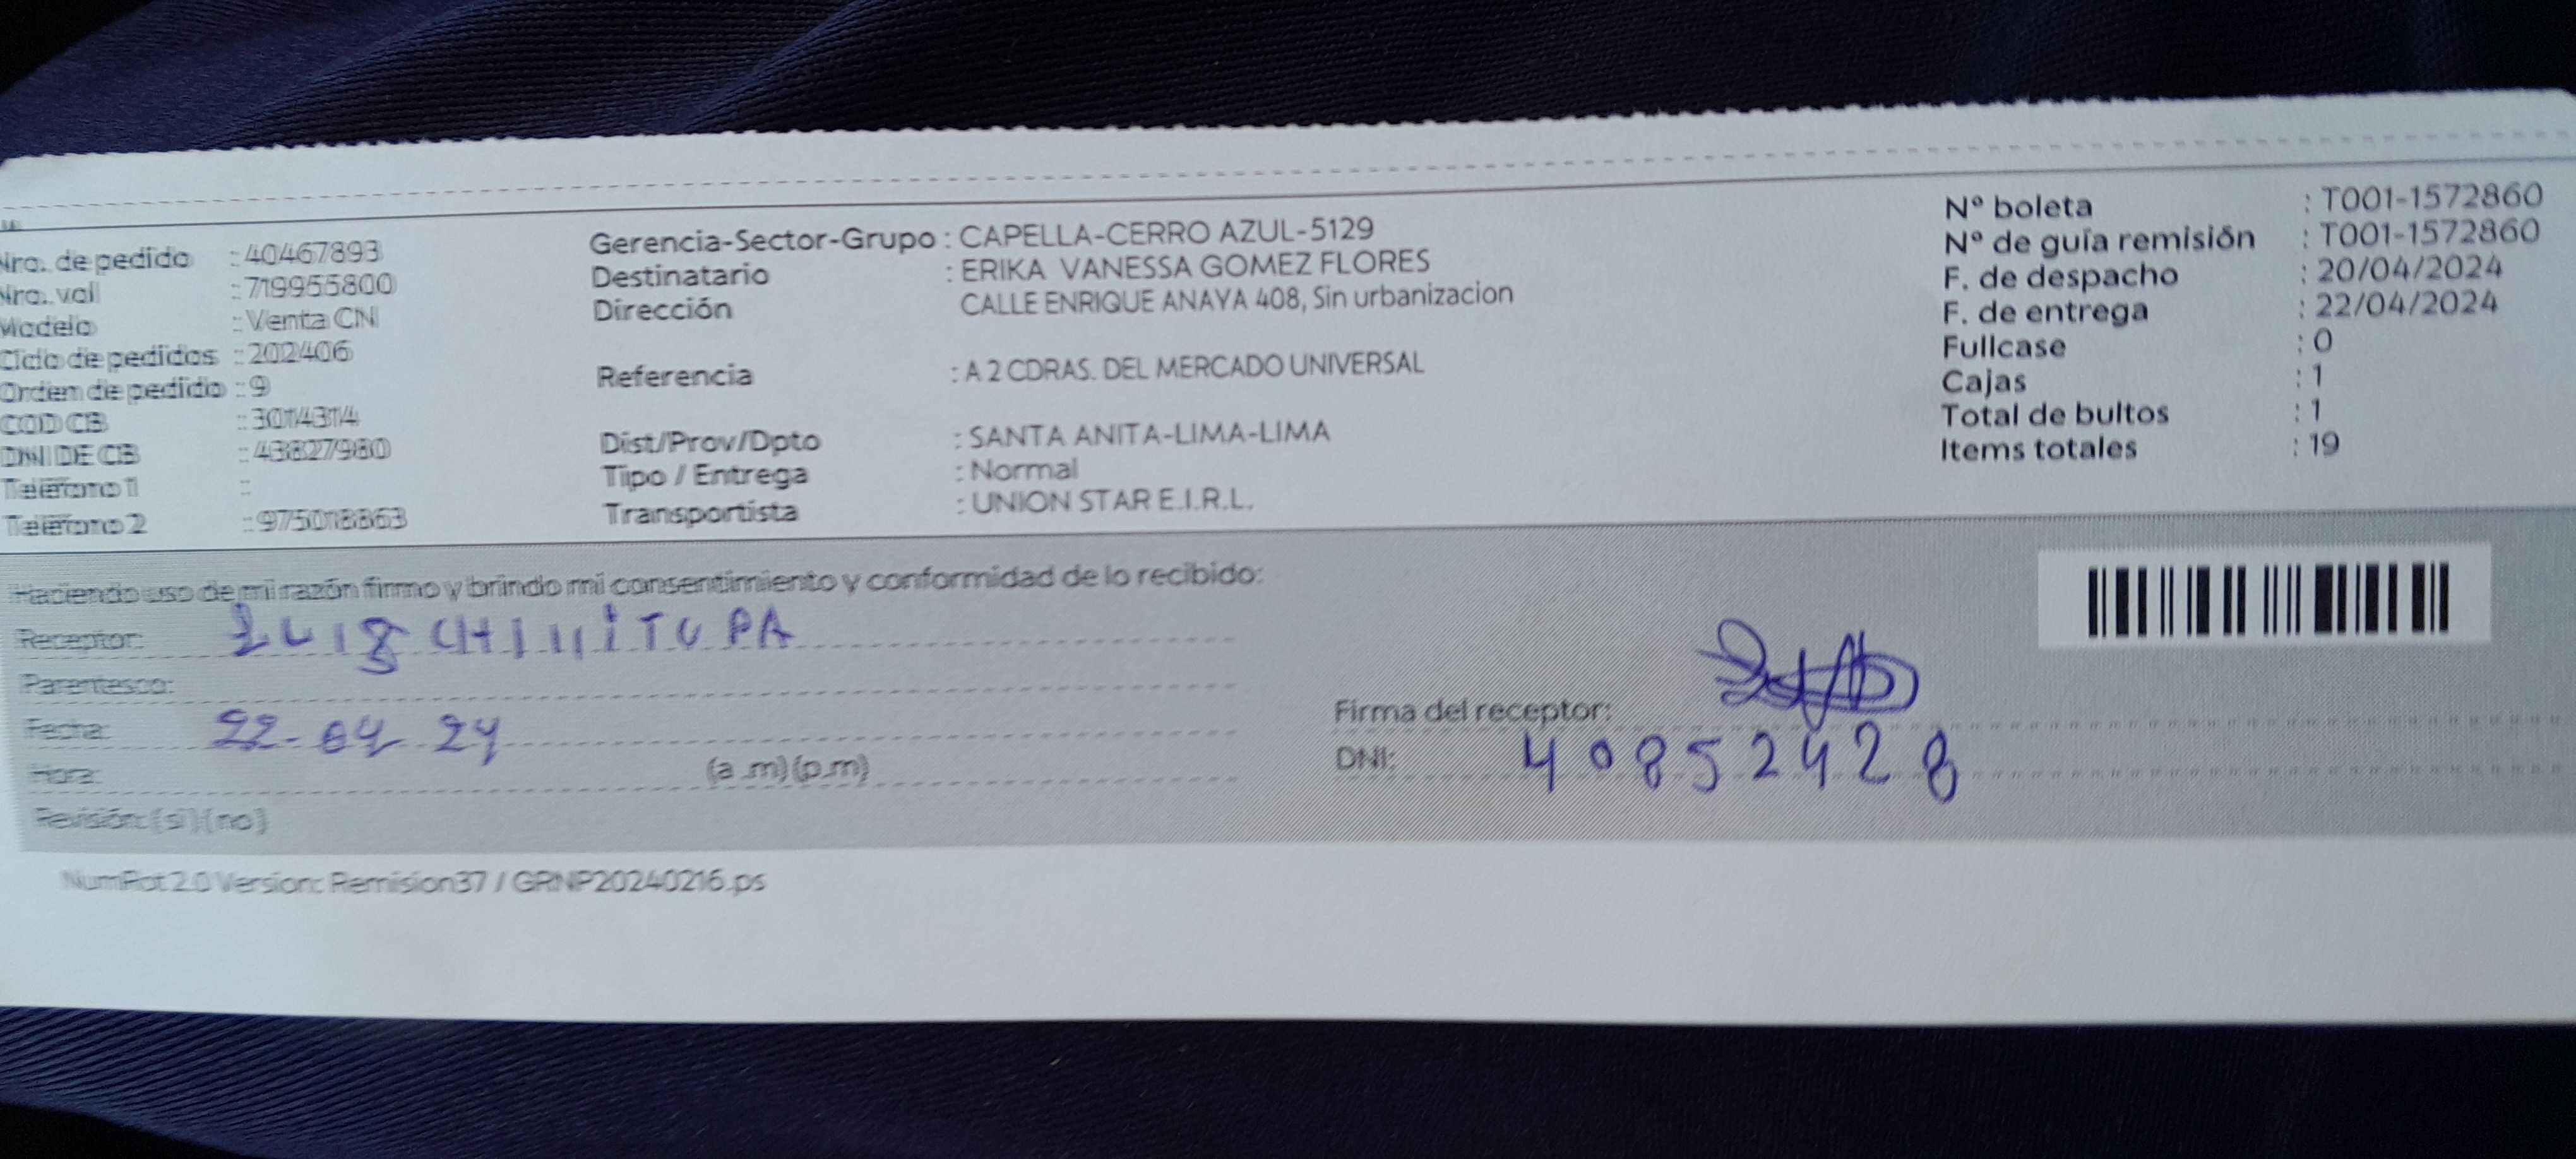 Nro. de pedido : 40467893
Nro. val : 719955800
Modelo : Venta CN
Ciclo de pedidos : 202406
Orden de pedido : 9
COD CB : 30114314
DNI DE CB : 43827980
Teléfono 1 :
Teléfono 2 : 975018863
Gerencia-Sector-Grupo : CAPELLA-CERRO AZUL-5129
Destinatario : ERIKA VANESSA GOMEZ FLORES
Dirección CALLE ENRIQUE ANAYA 408, Sin urbanizacion
Referencia : A 2 CDRAS. DEL MERCADO UNIVERSAL
Dist/Prov/Dpto : SANTA ANITA-LIMA-LIMA
Tipo / Entrega : Normal
Transportista : UNION STAR E.I.R.L.
Nº boleta : T001-1572860
Nº de guía remisión : T001-1572860
F. de despacho : 20/04/2024
F. de entrega : 22/04/2024
Fullcase : 0
Cajas : 1
Total de bultos : 1
Items totales : 19
Haciendo uso de mi razón firmo y brindo mi consentimiento y conformidad de lo recibido:
Receptor: LUIS
Parentesco:
Fecha: 22-04 24
Hora: (a .m) (p.m)
Revisión: (si) (no)
Firma del receptor:
DNI: 40852428
NumRot 2.0 Version: Remision37 / GRNP20240216.ps